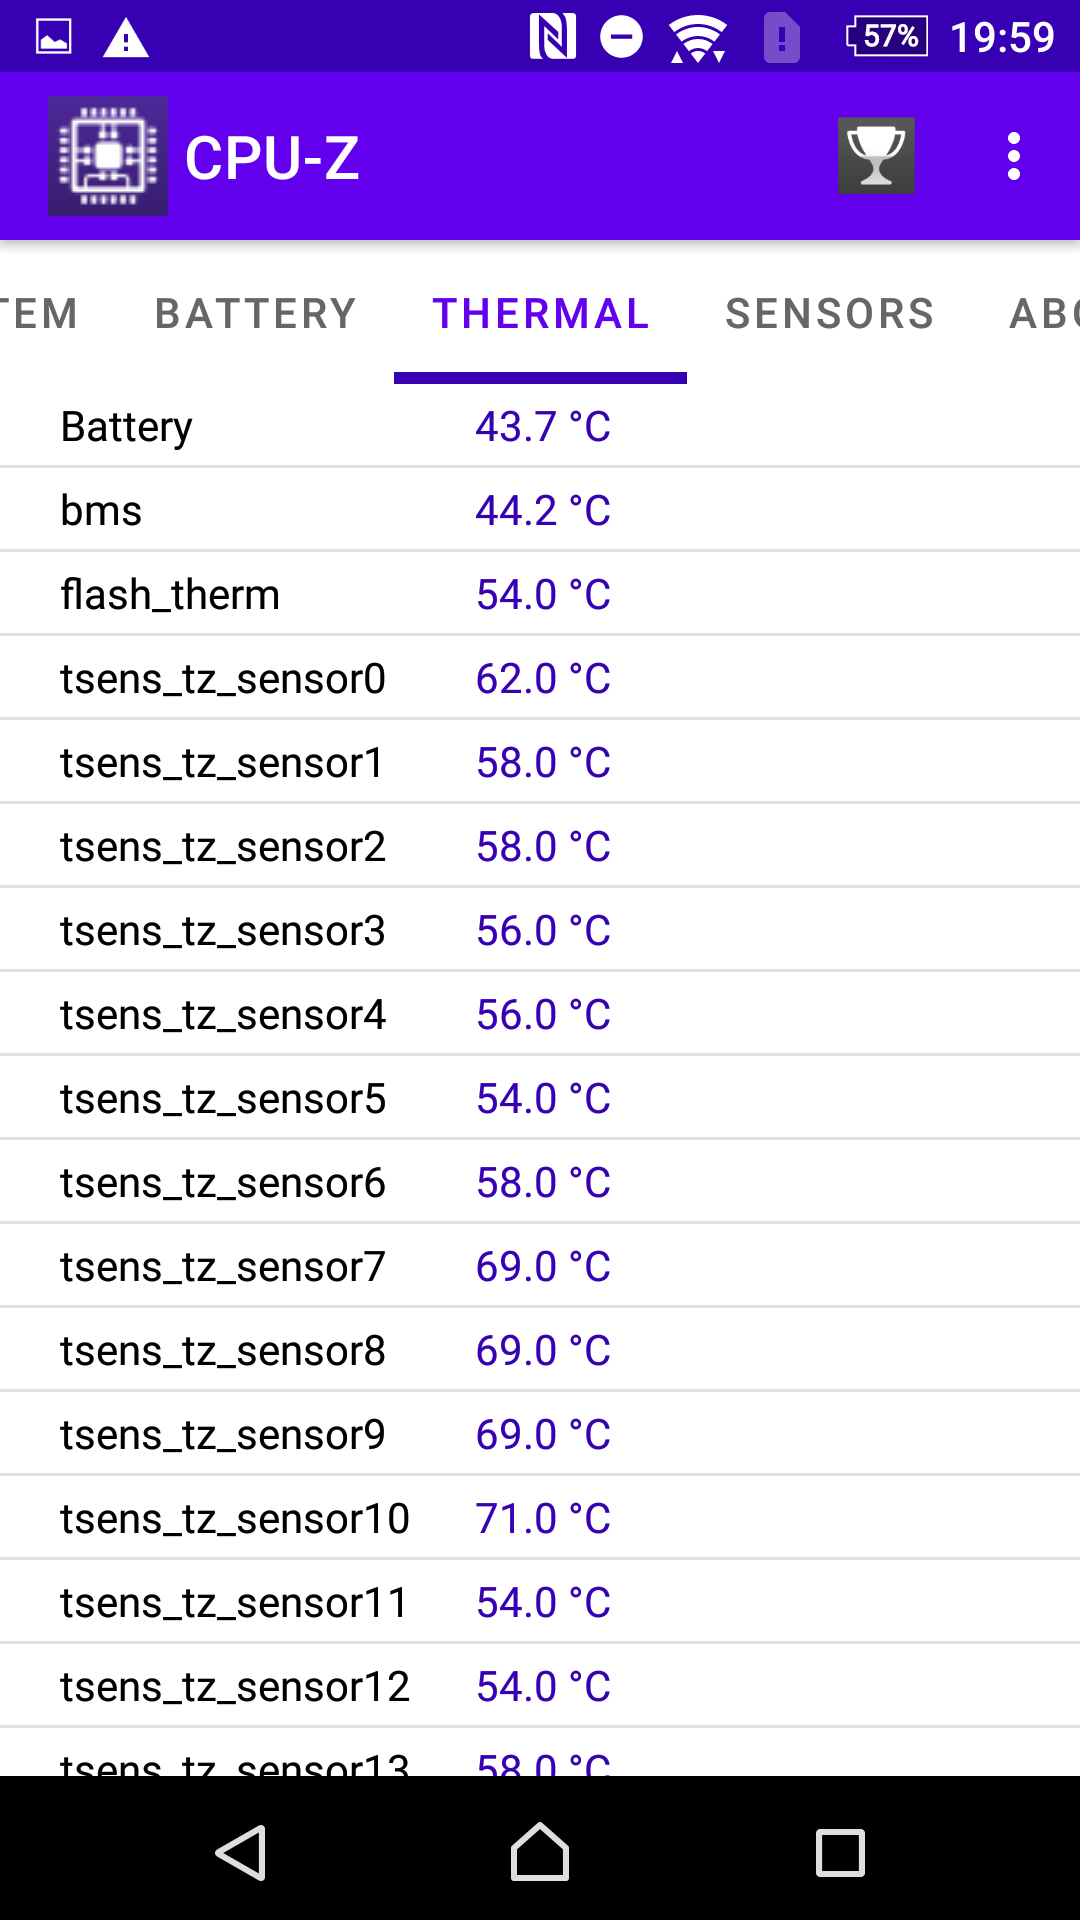 57% 19:59
CPU-Z
TEM BATTERY THERMAL SENSORS ABO
Battery 43.7 °C
bms 44.2 °C
flash_therm 54.0 °C
tsens_tz_sensor0 62.0 °C
tsens_tz_sensor1 58.0 °C
tsens_tz_sensor2 58.0 °C
tsens_tz_sensor3 56.0 °C
tsens_tz_sensor4 56.0 °C
tsens_tz_sensor5 54.0 °C
tsens_tz_sensor6 58.0 °C
tsens_tz_sensor7 69.0 °C
tsens_tz_sensor8 69.0 °C
tsens_tz_sensor9 69.0 °C
tsens_tz_sensor10 71.0 °C
tsens_tz_sensor11 54.0 °C
tsens_tz_sensor12 54.0 °C
tsens_tz_sensor13 58.0 °C